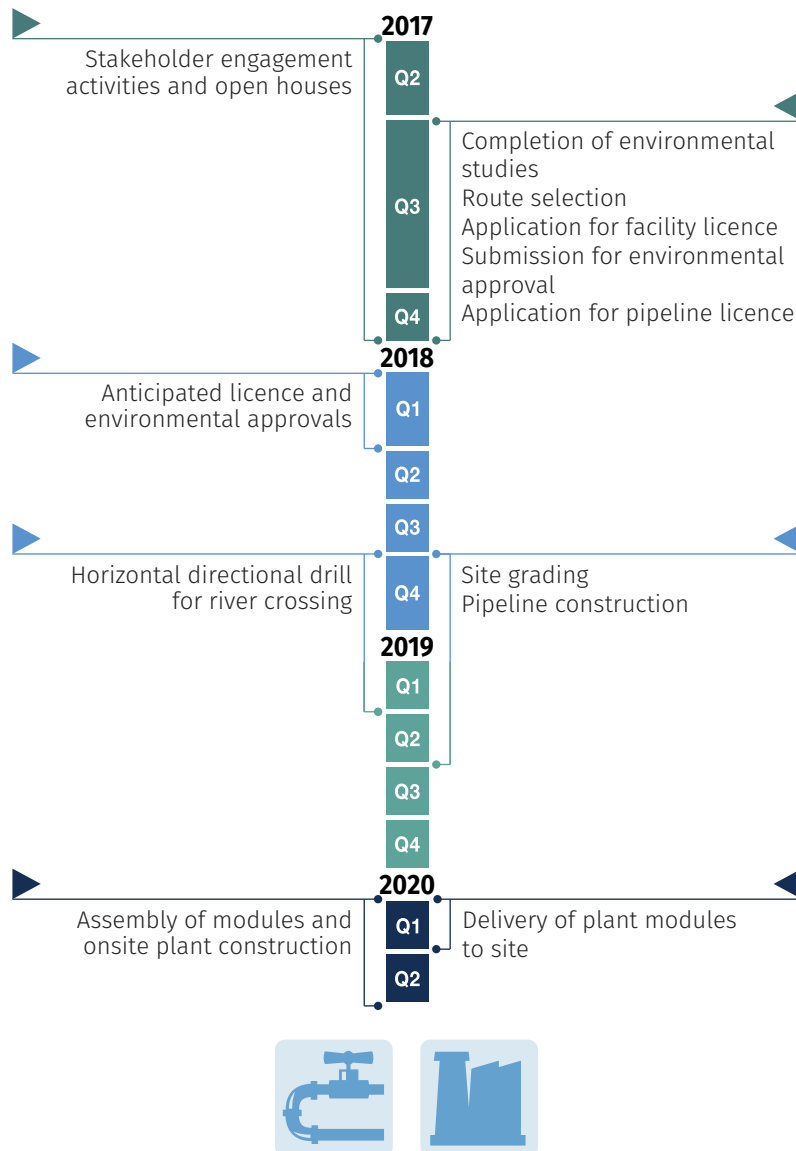 2017
Stakeholder engagement
activities and open houses
Q2
Completion of environmental
studies
Route selection
Application for facility licence
Submission for environmental
approval
Application for pipeline licence
Q3
Q4
2018
Anticipated licence and
environmental approvals
Q1
Q2
Q3
Horizontal directional drill
for river crossing
Site grading
Pipeline construction
Q4
2019
Q1
Q2
Q3
Q4
2020
Assembly of modules and
onsite plant construction
Q1
Delivery of plant modules
to site
Q2